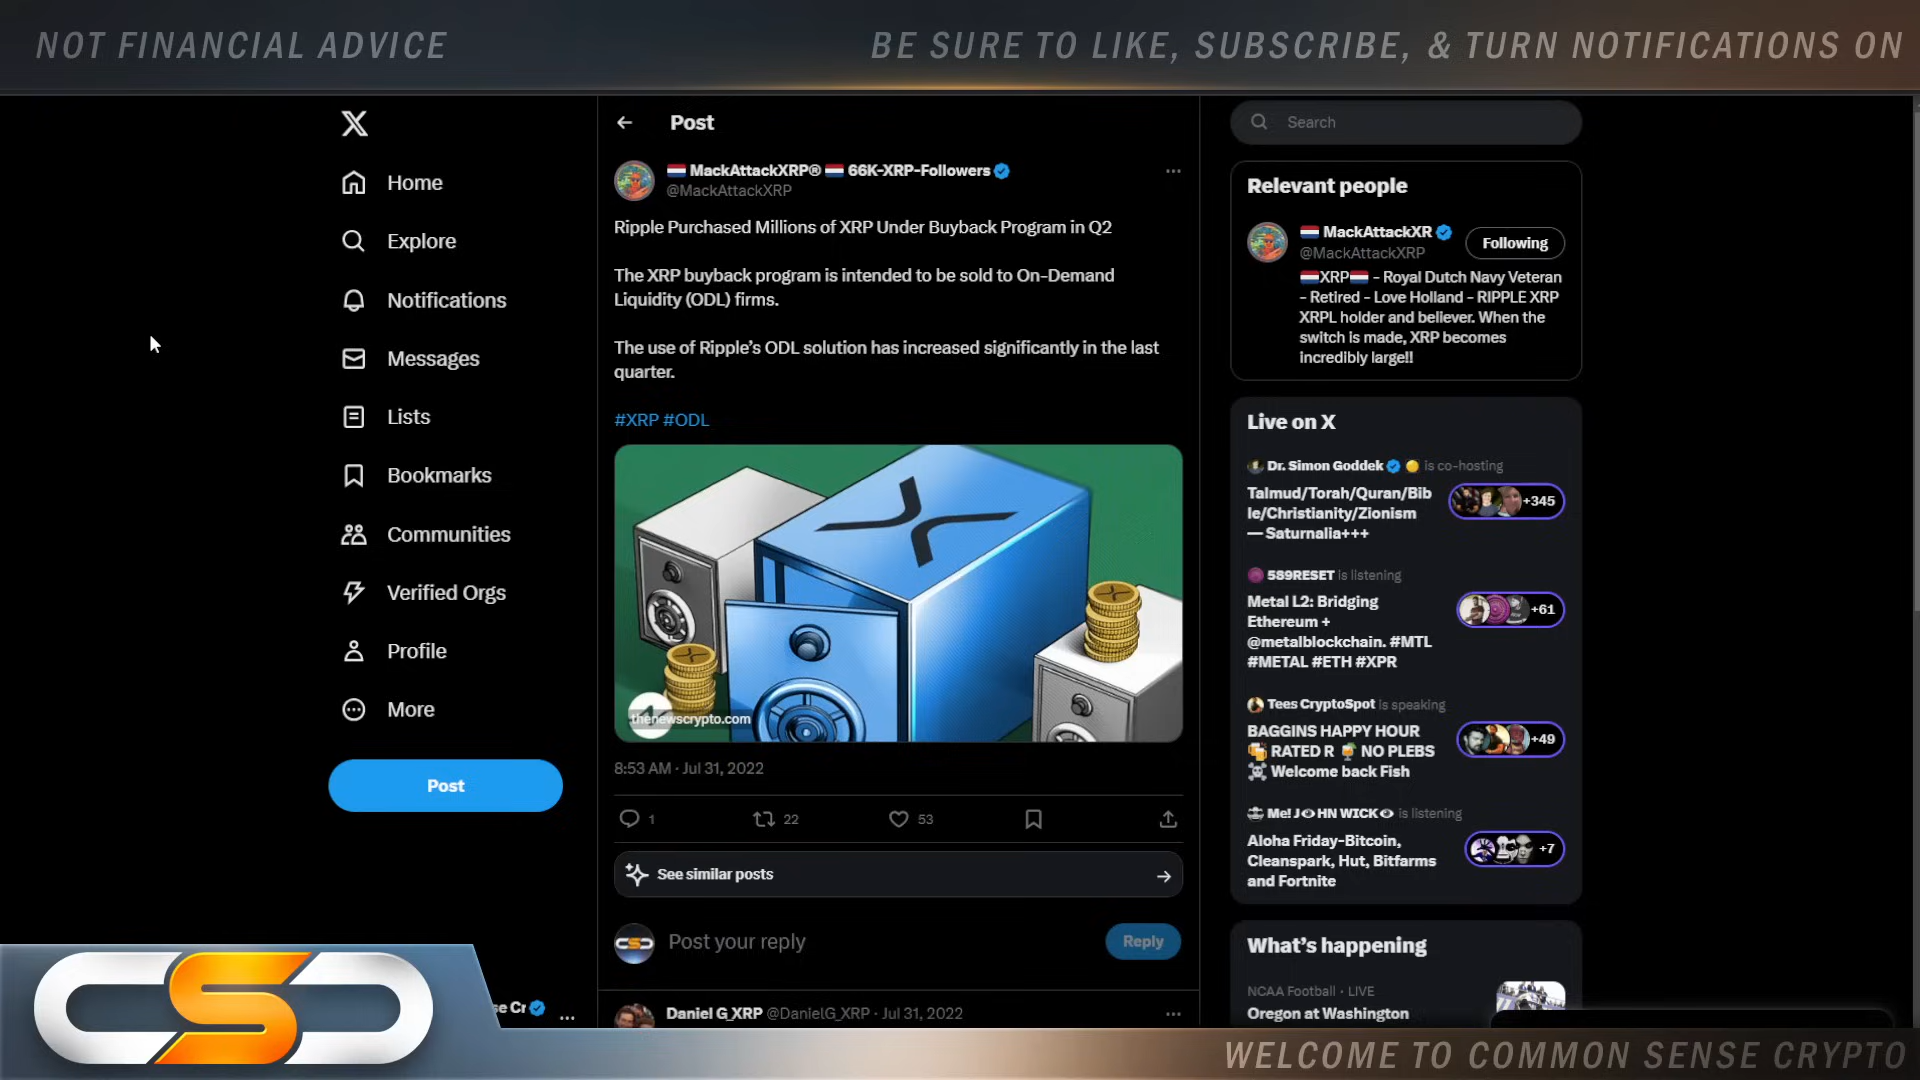 NOT FINANCIAL ADVICE
BE SURE TO LIKE, SUBSCRIBE, & TURN NOTIFICATIONS ON
Home
Explore
Notifications
Messages
Lists
Bookmarks
Communities
Verified Orgs
Profile
More
Post
se Cr
Post
MackAttackXRP® 66K-XRP-Followers
@MackAttackXRP
Ripple Purchased Millions of XRP Under Buyback Program in Q2
The XRP buyback program is intended to be sold to On-Demand
Liquidity (ODL) firms.
The use of Ripple's ODL solution has increased significantly in the last
quarter.
#XRP #ODL
thenewscrypto.com
8:53 AM · Jul 31, 2022
1 22 53
See similar posts
Post your reply
Reply
Daniel G_XRP @DanielG_XRP · Jul 31, 2022
Search
Relevant people
MackAttackXR
@MackAttackXRP
Following
XRP - Royal Dutch Navy Veteran
- Retired - Love Holland - RIPPLE XRP
XRPL holder and believer. When the
switch is made, XRP becomes
incredibly large!!
Live on X
Dr. Simon Goddek is co-hosting
Talmud/Torah/Quran/Bib
le/Christianity/Zionism
— Saturnalia+++
+345
589RESET is listening
Metal L2: Bridging
Ethereum +
@metalblockchain. #MTL
#METAL #ETH #XPR
+61
Tees CryptoSpot is speaking
BAGGINS HAPPY HOUR
RATED R NO PLEBS
Welcome back Fish
+49
Me! J👁HN WICK👁 is listening
Aloha Friday-Bitcoin,
Cleanspark, Hut, Bitfarms
and Fortnite
+7
What's happening
NCAA Football · LIVE
Oregon at Washington
CSC
WELCOME TO COMMON SENSE CRYPTO